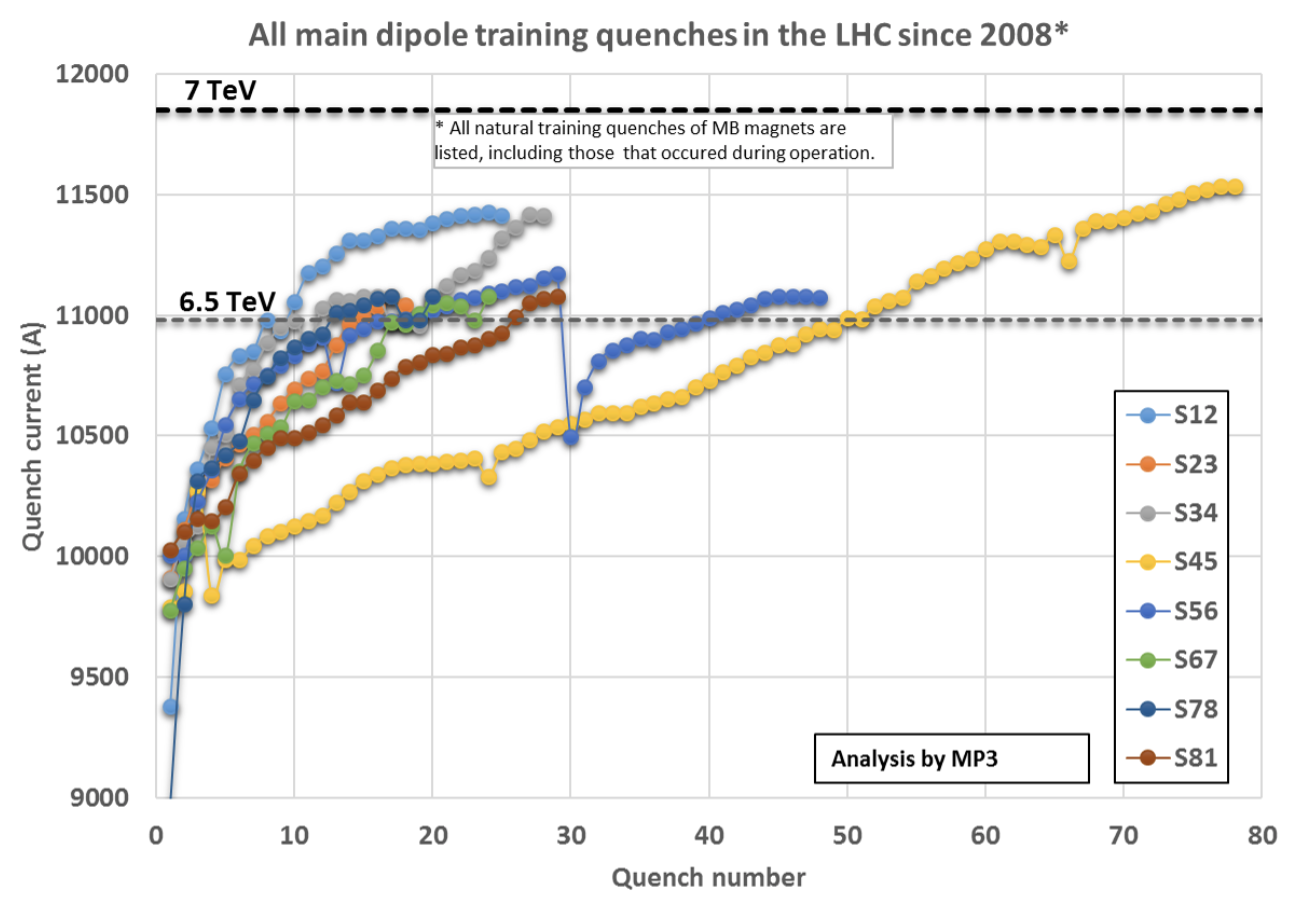 All main dipole training quenches in the LHC since 2008*
12000
7 TeV
* All natural training quenches of MB magnets are
listed, including those that occured during operation.
11500
6.5 TeV
11000
10500
10000
9500
9000
Quench current (A)
S12
S23
S34
S45
S56
S67
S78
S81
Analysis by MP3
0 10 20 30 40 50 60 70 80
Quench number